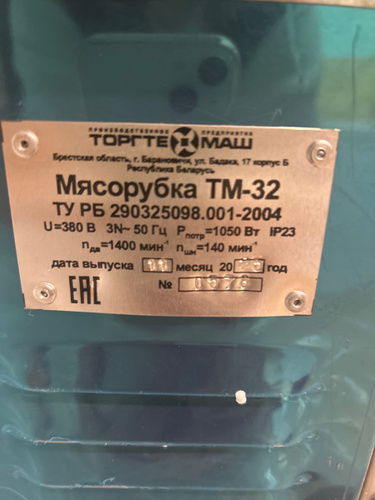 ПРОИЗВОДСТВЕННОЕ ПРЕДПРИЯТИЕ
ТОРГТЕХМАШ
Брестская область, г. Барановичи, ул. Бадака, 17 корпус Б
Республика Беларусь
Мясорубка ТМ-32
ТУ РБ 290325098.001-2004
U=380 В 3N~ 50 Гц Pпотр=1050 Вт IP23
nдв=1400 мин⁻¹ nшн=140 мин⁻¹
дата выпуска месяц 20 год
EAC №